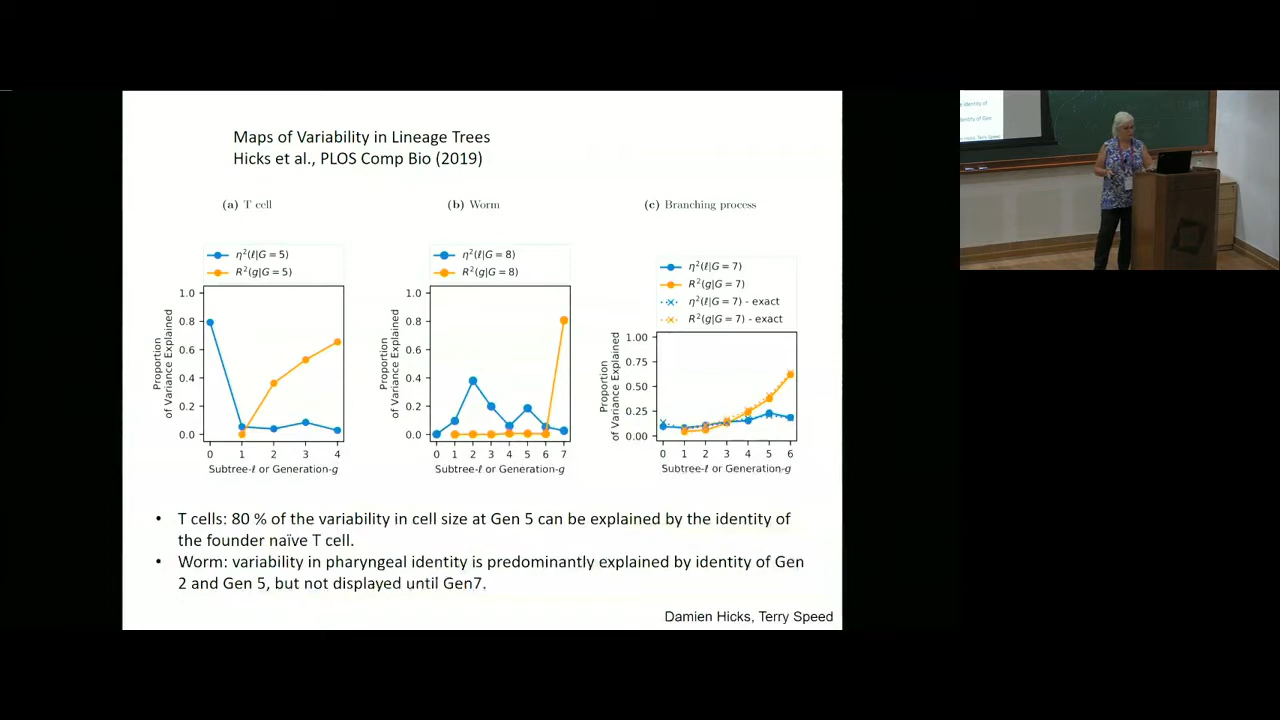 Maps of Variability in Lineage Trees
Hicks et al., PLOS Comp Bio (2019)
(a) T cell
η²(ℓ|G = 5)
R²(g|G = 5)
Proportion
of Variance Explained
1.0
0.8
0.6
0.4
0.2
0.0
0 1 2 3 4
Subtree-ℓ or Generation-g
(b) Worm
η²(ℓ|G = 8)
R²(g|G = 8)
Proportion
of Variance Explained
1.0
0.8
0.6
0.4
0.2
0.0
0 1 2 3 4 5 6 7
Subtree-ℓ or Generation-g
(c) Branching process
η²(ℓ|G = 7)
R²(g|G = 7)
η²(ℓ|G = 7) - exact
R²(g|G = 7) - exact
Proportion
of Variance Explained
1.00
0.75
0.50
0.25
0.00
0 1 2 3 4 5 6
Subtree-ℓ or Generation-g
• T cells: 80 % of the variability in cell size at Gen 5 can be explained by the identity of
the founder naïve T cell.
• Worm: variability in pharyngeal identity is predominantly explained by identity of Gen
2 and Gen 5, but not displayed until Gen7.
Damien Hicks, Terry Speed
identity of
dentity of Gen
Terry Speed